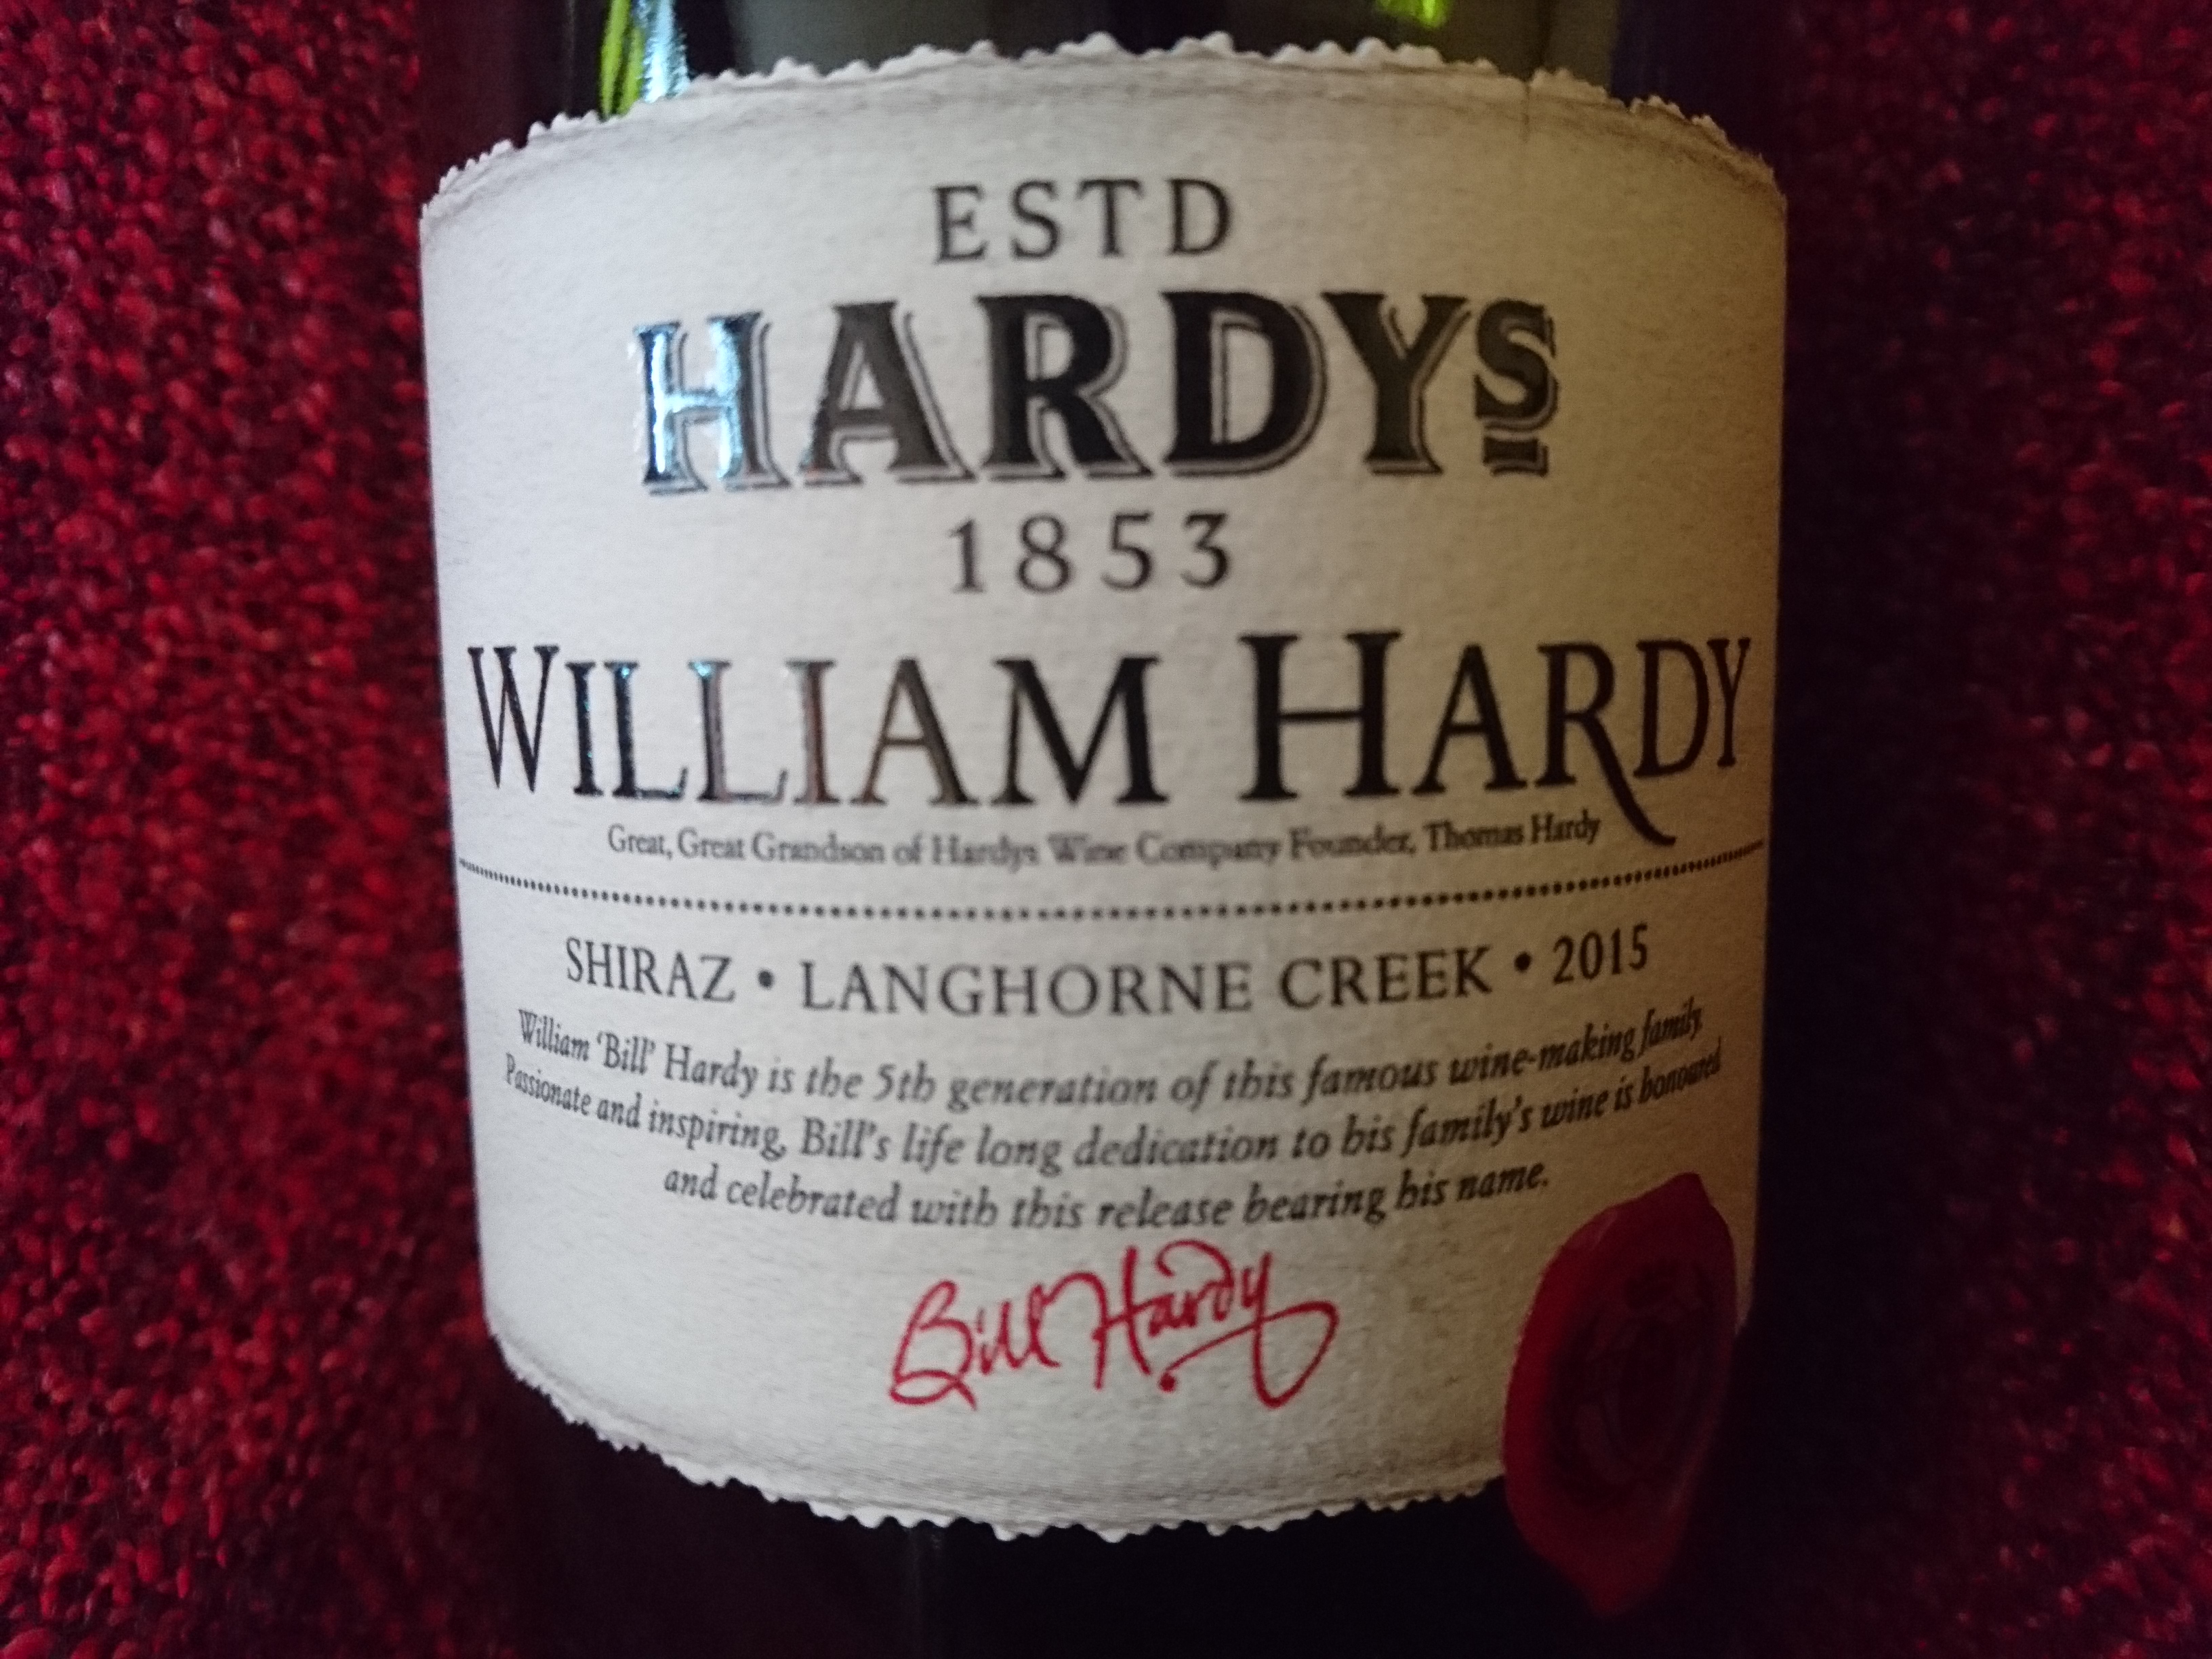 ESTD
HARDYS
1853
WILLIAM HARDY
Great, Great Grandson of Hardys Wine Company Founder, Thomas Hardy
SHIRAZ • LANGHORNE CREEK • 2015
William 'Bill' Hardy is the 5th generation of this famous wine-making family.
Passionate and inspiring, Bill's life long dedication to his family's wine is honoured
and celebrated with this release bearing his name.
Bill Hardy